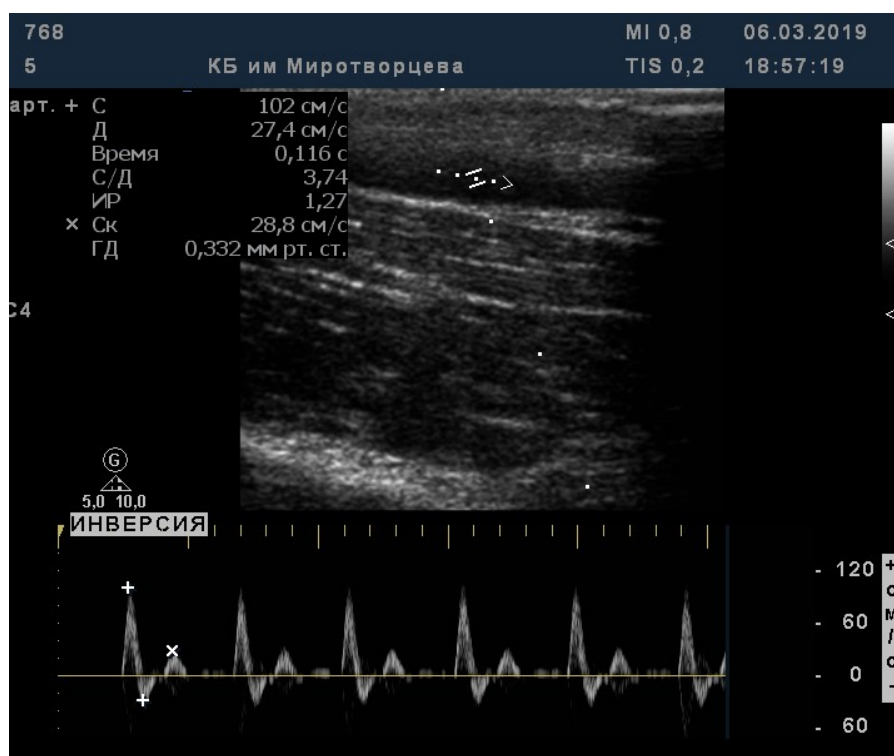 768 MI 0,8 06.03.2019
5 КБ им Миротворцева TIS 0,2 18:57:19
арт. + С 102 см/с
Д 27,4 см/с
Время 0,116 с
С/Д 3,74
ИР 1,27
× Ск 28,8 см/с
ГД 0,332 мм рт. ст.
C4
G
5,0 10,0
ИНВЕРСИЯ
- 120
- 60
- 0
- 60
+
с
м
/
с
-